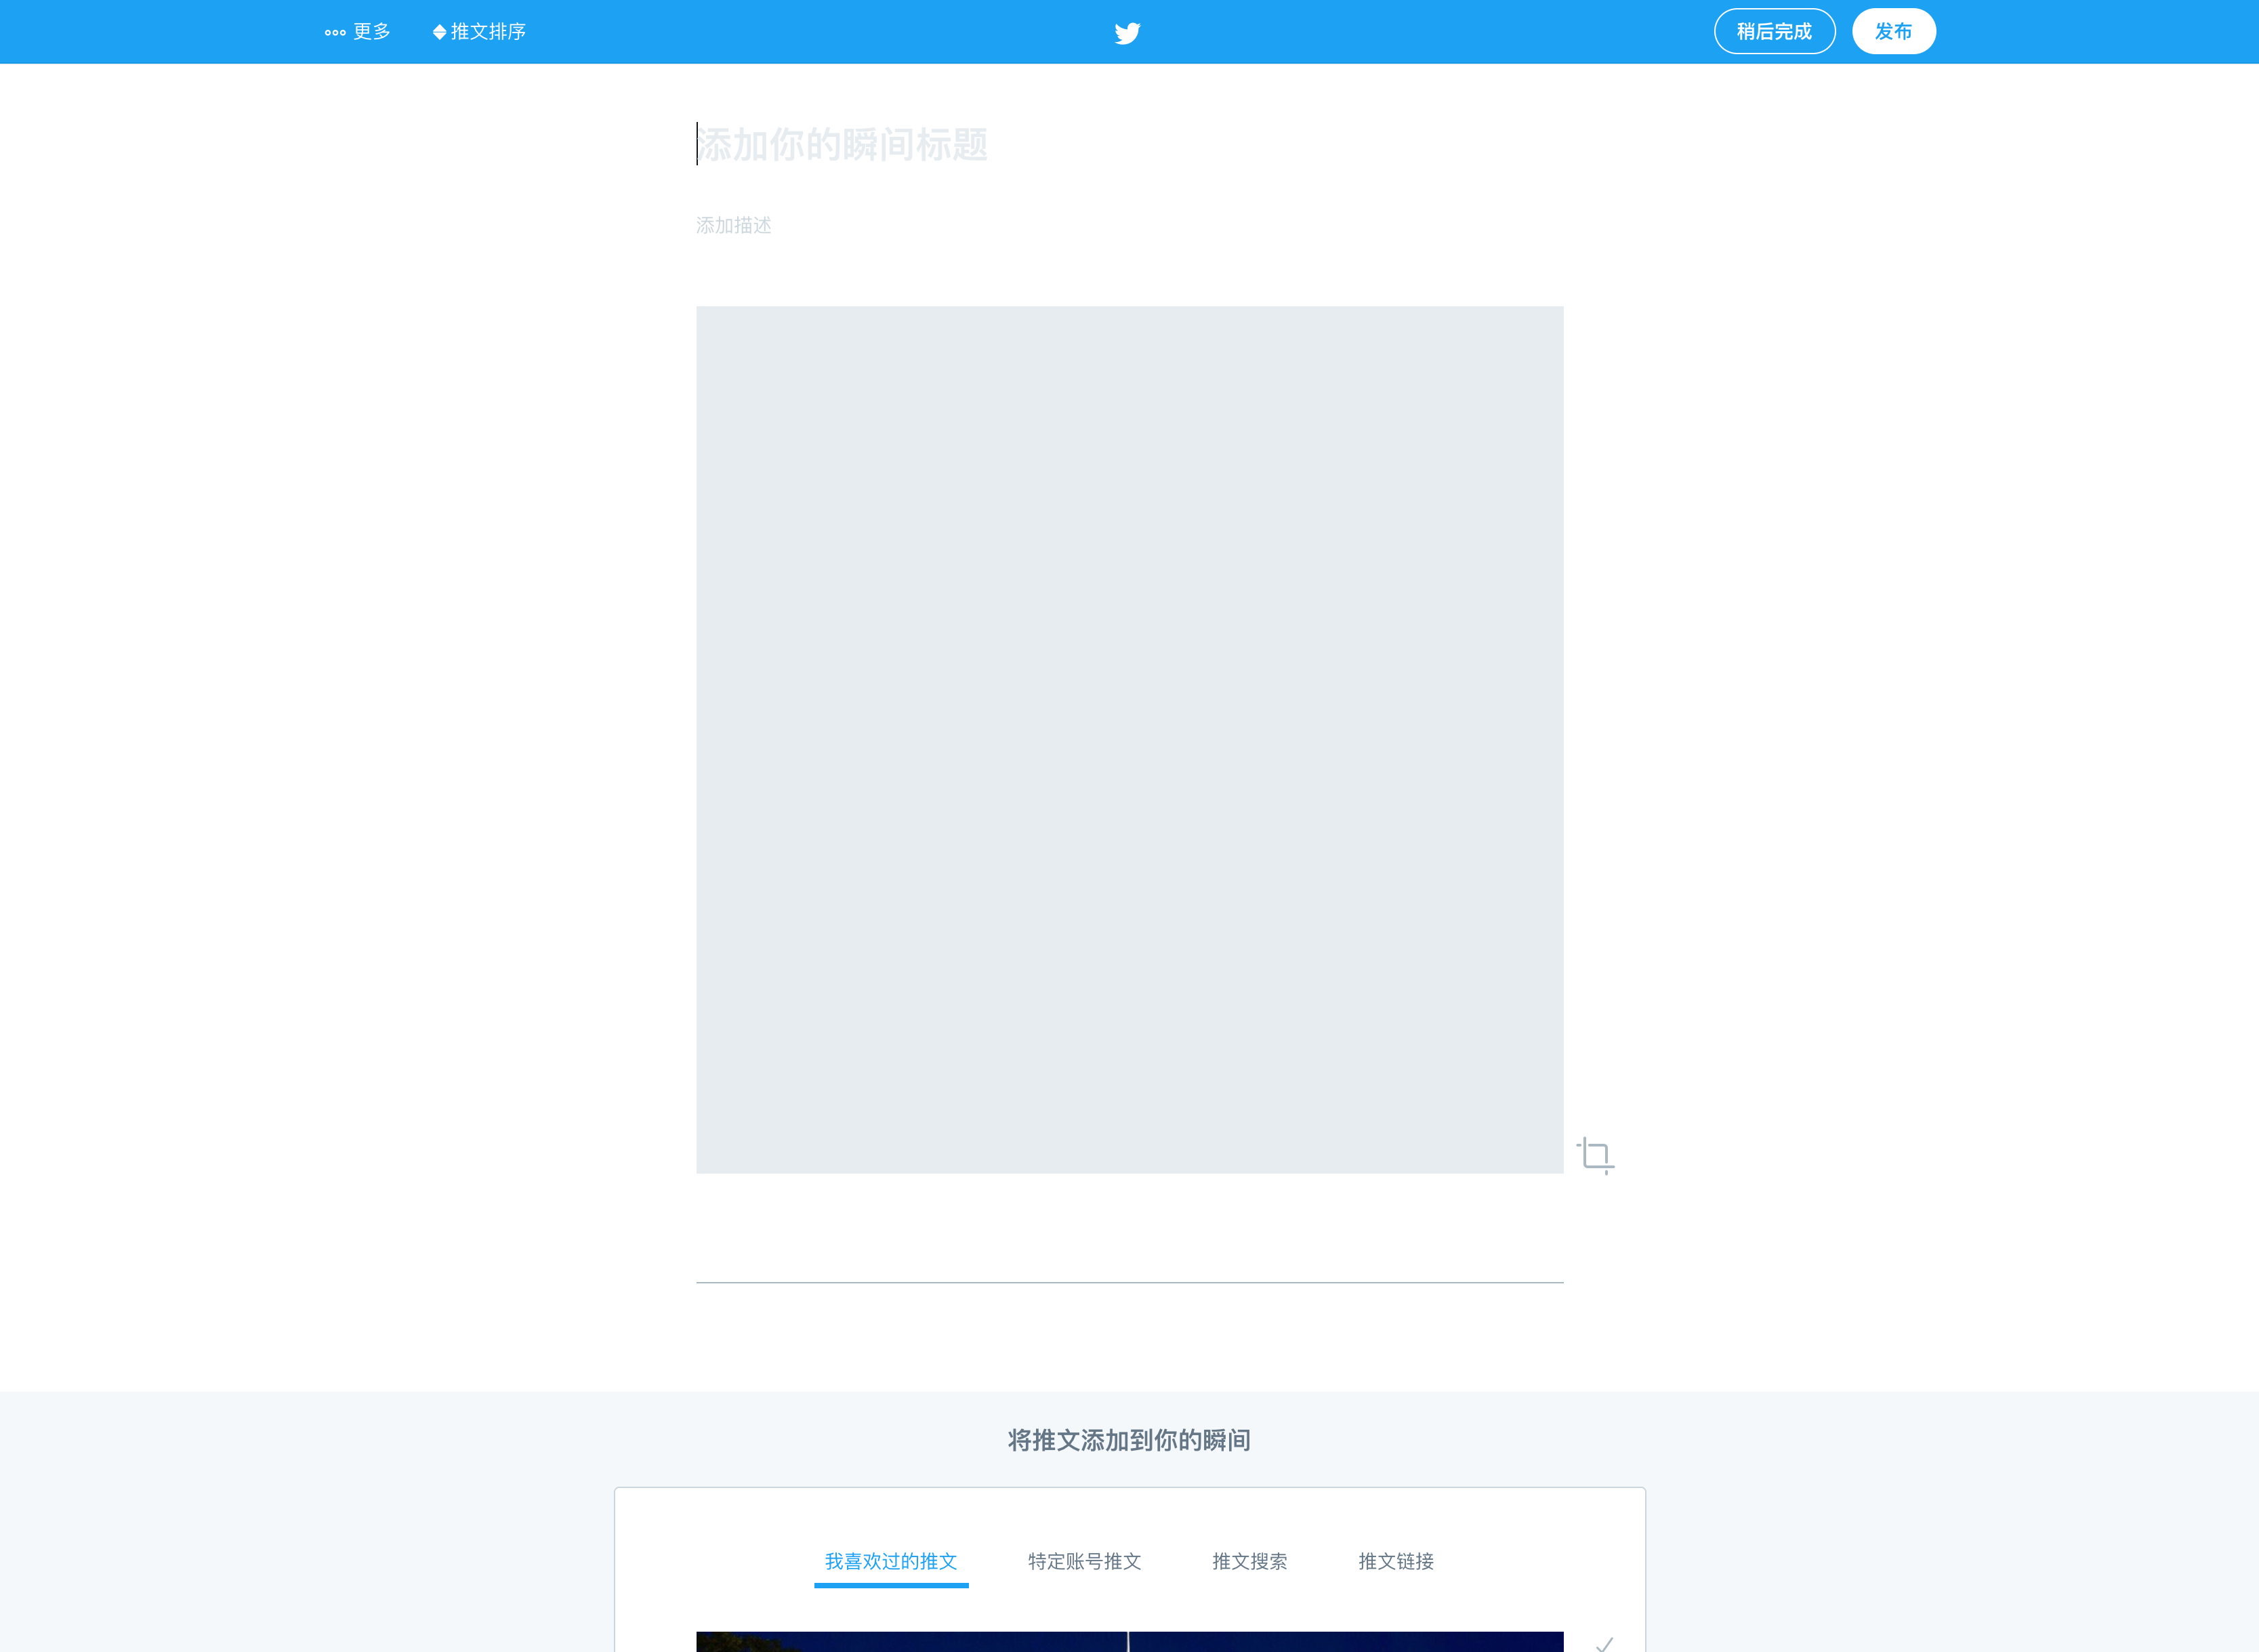 更多
推文排序
稍后完成
发布
添加你的瞬间标题
添加描述
将推文添加到你的瞬间
我喜欢过的推文
特定账号推文
推文搜索
推文链接